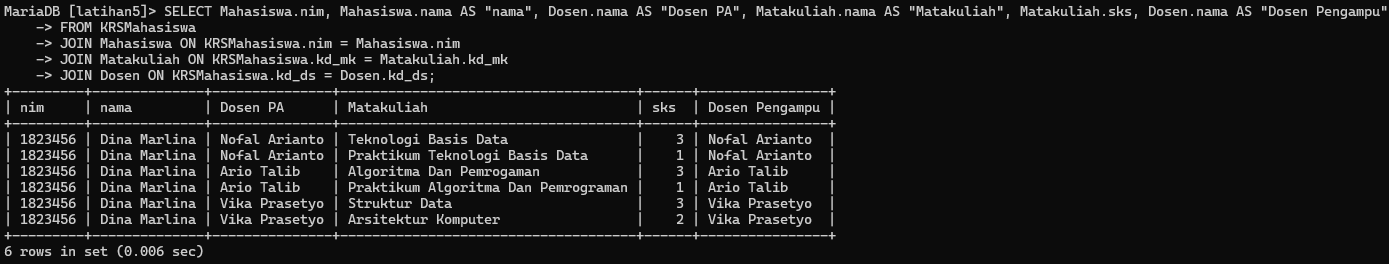 MariaDB [latihan5]> SELECT Mahasiswa.nim, Mahasiswa.nama AS "nama", Dosen.nama AS "Dosen PA", Matakuliah.nama AS "Matakuliah", Matakuliah.sks, Dosen.nama AS "Dosen Pengampu"
    -> FROM KRSMahasiswa
    -> JOIN Mahasiswa ON KRSMahasiswa.nim = Mahasiswa.nim
    -> JOIN Matakuliah ON KRSMahasiswa.kd_mk = Matakuliah.kd_mk
    -> JOIN Dosen ON KRSMahasiswa.kd_ds = Dosen.kd_ds;
+---------+--------------+---------------+-------------------------------------+------+----------------+
| nim     | nama         | Dosen PA      | Matakuliah                          | sks  | Dosen Pengampu |
+---------+--------------+---------------+-------------------------------------+------+----------------+
| 1823456 | Dina Marlina | Nofal Arianto | Teknologi Basis Data                |    3 | Nofal Arianto  |
| 1823456 | Dina Marlina | Nofal Arianto | Praktikum Teknologi Basis Data      |    1 | Nofal Arianto  |
| 1823456 | Dina Marlina | Ario Talib    | Algoritma Dan Pemrogaman            |    3 | Ario Talib     |
| 1823456 | Dina Marlina | Ario Talib    | Praktikum Algoritma Dan Pemrograman |    1 | Ario Talib     |
| 1823456 | Dina Marlina | Vika Prasetyo | Struktur Data                       |    3 | Vika Prasetyo  |
| 1823456 | Dina Marlina | Vika Prasetyo | Arsitektur Komputer                 |    2 | Vika Prasetyo  |
+---------+--------------+---------------+-------------------------------------+------+----------------+
6 rows in set (0.006 sec)